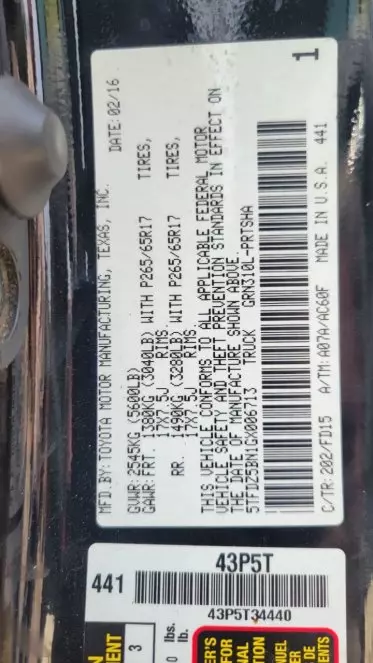 MFD.BY: TOYOTA MOTOR MANUFACTURING, TEXAS, INC. DATE: 02/16
GVWR: 2545KG (5600LB)
GAWR: FRT. 1380KG (3040LB) WITH P265/65R17 TIRES,
17X7.5J RIMS.
RR. 1490KG (3280LB) WITH P265/65R17 TIRES,
17X7.5J RIMS.
THIS VEHICLE CONFORMS TO ALL APPLICABLE FEDERAL MOTOR
VEHICLE SAFETY AND THEFT PREVENTION STANDARDS IN EFFECT ON
THE DATE OF MANUFACTURE SHOWN ABOVE.
5TFDZ5BN1GX006713 TRUCK GRN310L-PRTSHA
C/TR: 202/FD15 A/TM: A07A/AC60F MADE IN U.S.A. 441
1
43P5T
441
43P5T34440
3
0 lbs.
lb.